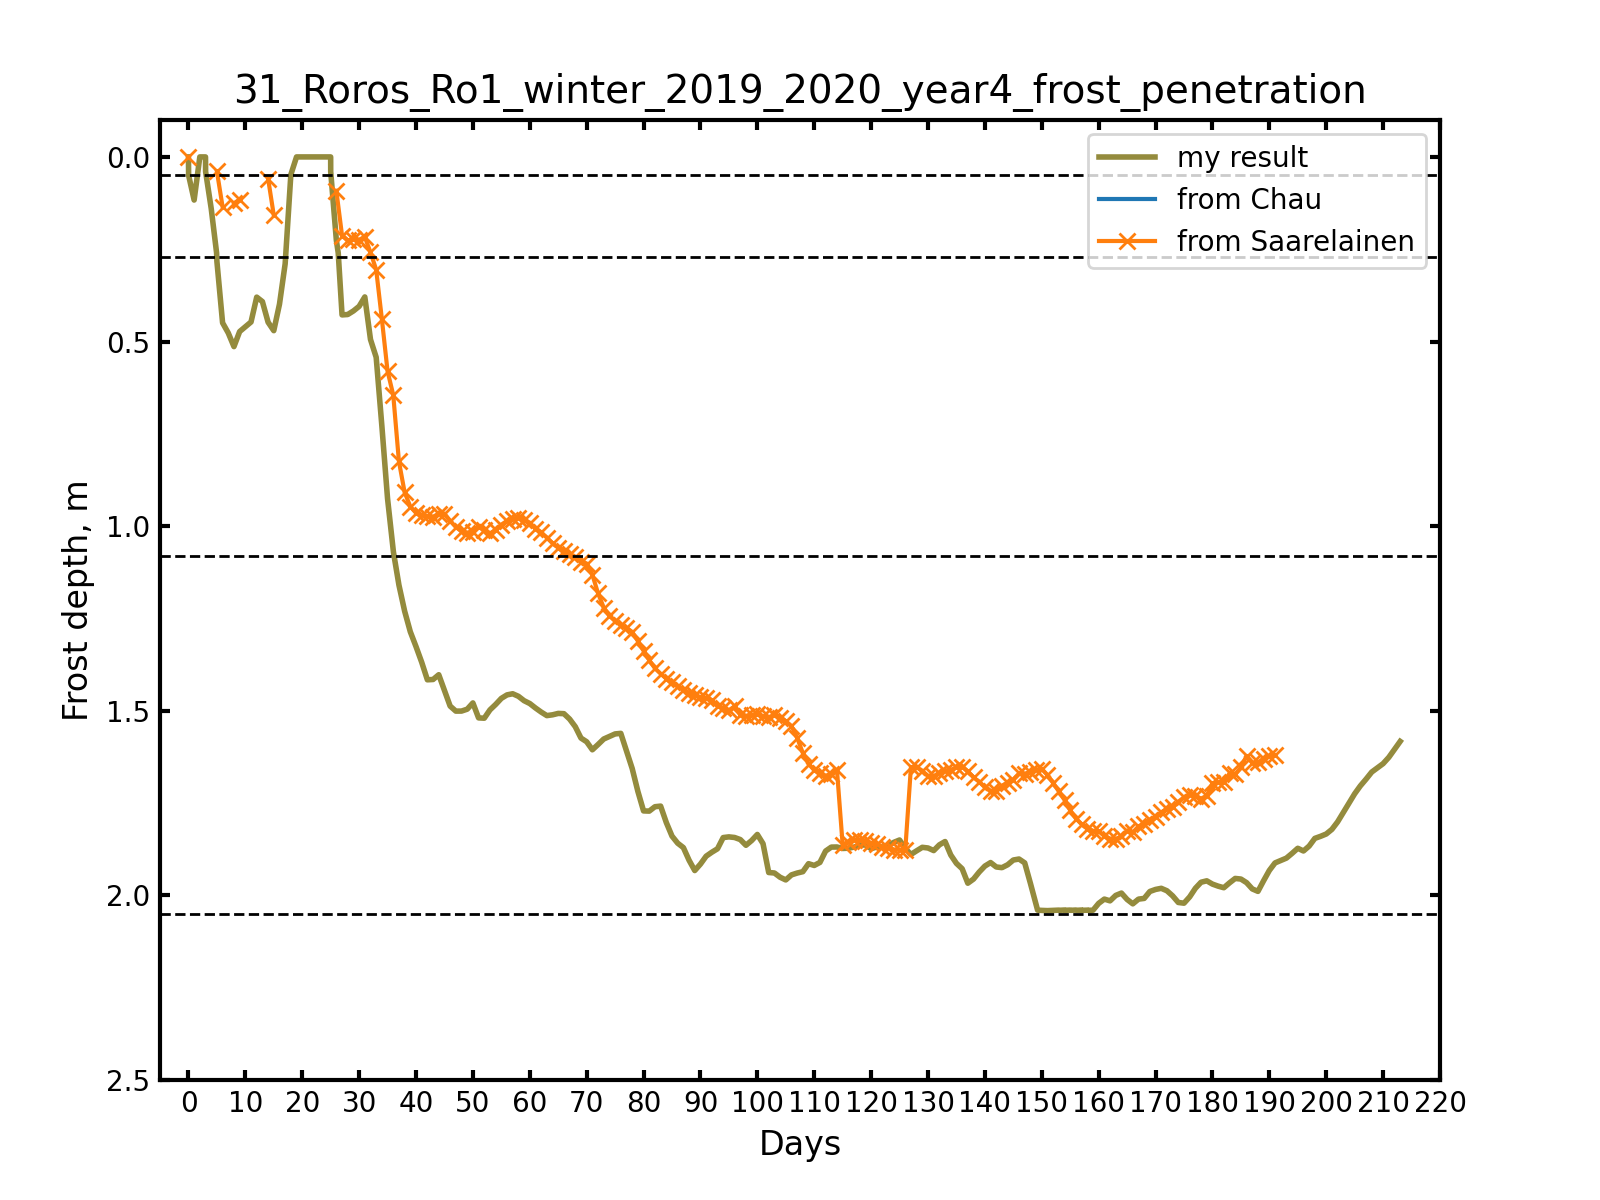 31_Roros_Ro1_winter_2019_2020_year4_frost_penetration
my result
from Chau
from Saarelainen
0.0
0.5
1.0
1.5
2.0
2.5
Frost depth, m
0 10 20 30 40 50 60 70 80 90 100 110 120 130 140 150 160 170 180 190 200 210 220
Days